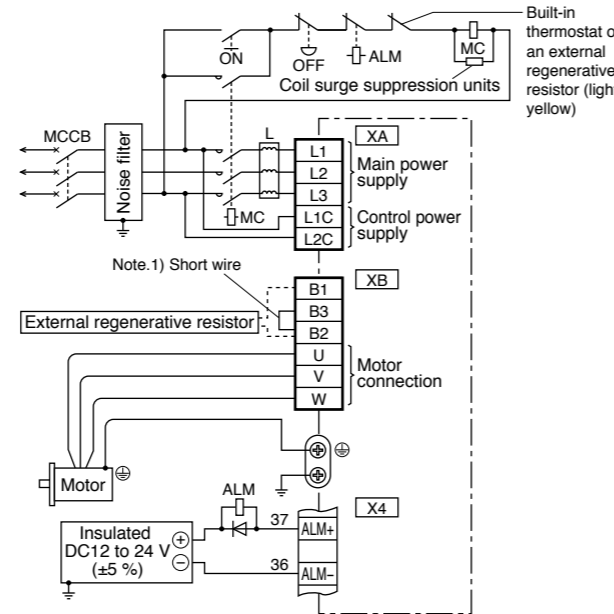 Built-in
thermostat o
an external
regenerative
resistor (ligh
yellow)
ON
OFF
ALM
MC
Coil surge suppression units
MCCB
Noise filter
L
MC
XA
L1
L2
L3
Main power
supply
L1C
L2C
Control power
supply
Note.1) Short wire
XB
B1
B3
B2
External regenerative resistor
U
V
W
Motor
connection
Motor
ALM
X4
Insulated
DC12 to 24 V
(±5 %)
+
−
37
ALM+
36
ALM−